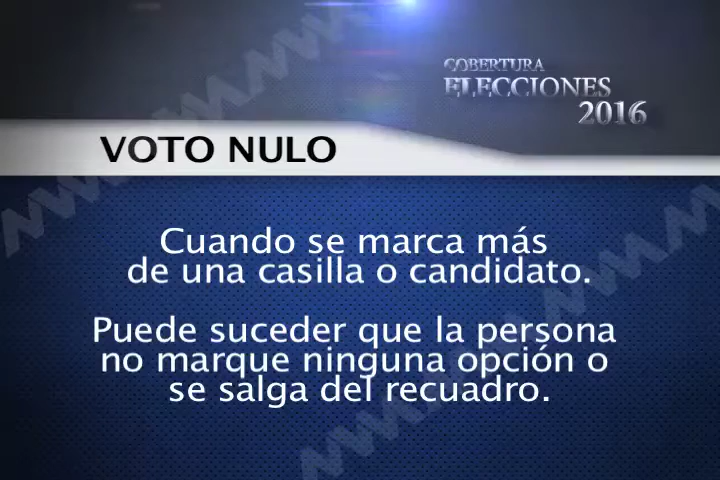 COBERTURA
ELECCIONES
2016
VOTO NULO
Cuando se marca más
de una casilla o candidato.
Puede suceder que la persona
no marque ninguna opción o
se salga del recuadro.